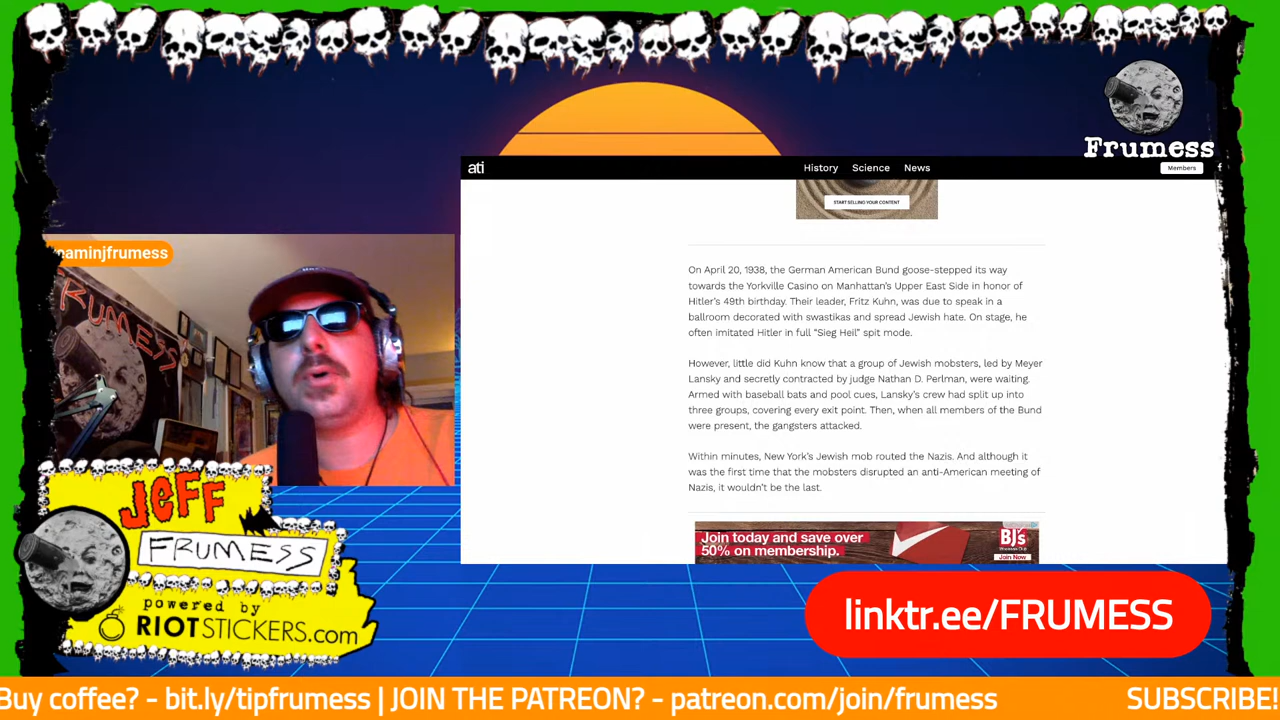 Frumess
ati
History Science News
Members
f
START SELLING YOUR CONTENT
aminjfrumess
RUMESS
On April 20, 1938, the German American Bund goose-stepped its way
towards the Yorkville Casino on Manhattan's Upper East Side in honor of
Hitler's 49th birthday. Their leader, Fritz Kuhn, was due to speak in a
ballroom decorated with swastikas and spread Jewish hate. On stage, he
often imitated Hitler in full “Sieg Heil” spit mode.
However, little did Kuhn know that a group of Jewish mobsters, led by Meyer
Lansky and secretly contracted by judge Nathan D. Perlman, were waiting.
Armed with baseball bats and pool cues, Lansky's crew had split up into
three groups, covering every exit point. Then, when all members of the Bund
were present, the gangsters attacked.
Within minutes, New York's Jewish mob routed the Nazis. And although it
was the first time that the mobsters disrupted an anti-American meeting of
Nazis, it wouldn't be the last.
Join today and save over
50% on membership.
BJ's
Join Now
JEFF
FRUMESS
powered by
RIOTSTICKERS.com
linktr.ee/FRUMESS
Buy coffee? - bit.ly/tipfrumess | JOIN THE PATREON? - patreon.com/join/frumess SUBSCRIBE!